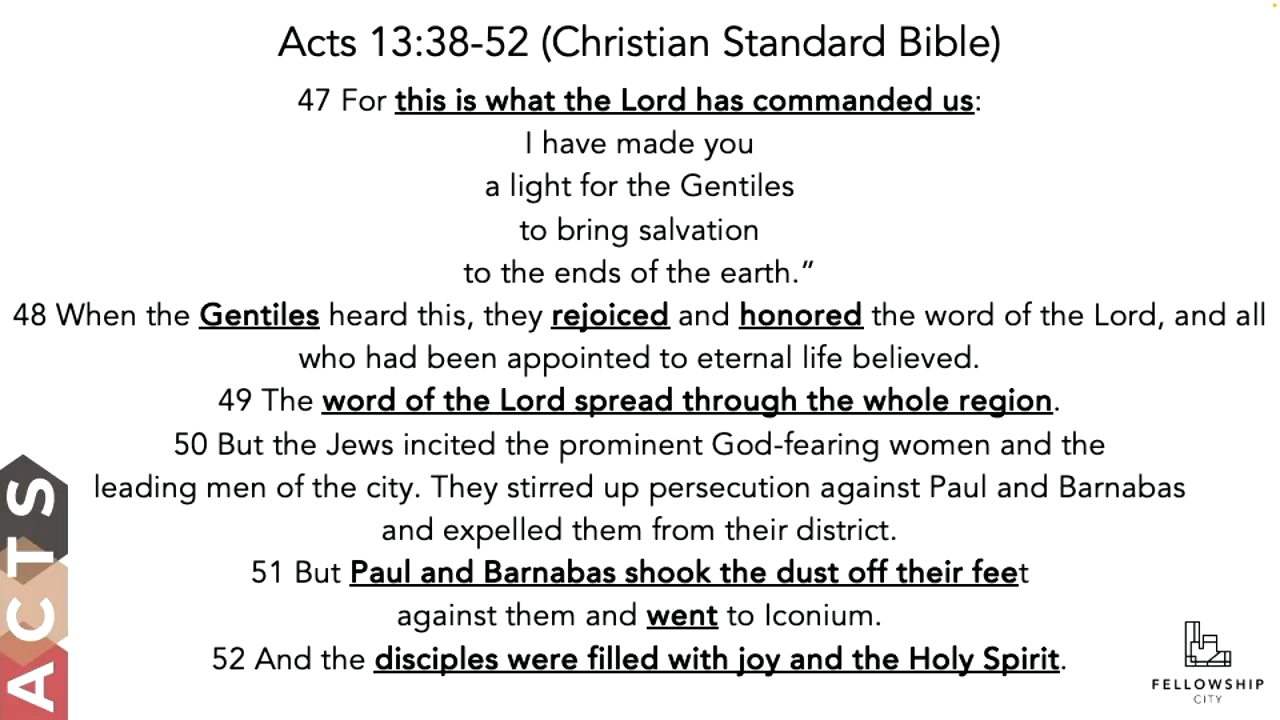 Acts 13:38-52 (Christian Standard Bible)
47 For this is what the Lord has commanded us:
I have made you
a light for the Gentiles
to bring salvation
to the ends of the earth.”
48 When the Gentiles heard this, they rejoiced and honored the word of the Lord, and all
who had been appointed to eternal life believed.
49 The word of the Lord spread through the whole region.
50 But the Jews incited the prominent God-fearing women and the
leading men of the city. They stirred up persecution against Paul and Barnabas
and expelled them from their district.
51 But Paul and Barnabas shook the dust off their feet
against them and went to Iconium.
52 And the disciples were filled with joy and the Holy Spirit.
ACTS
FELLOWSHIP
CITY